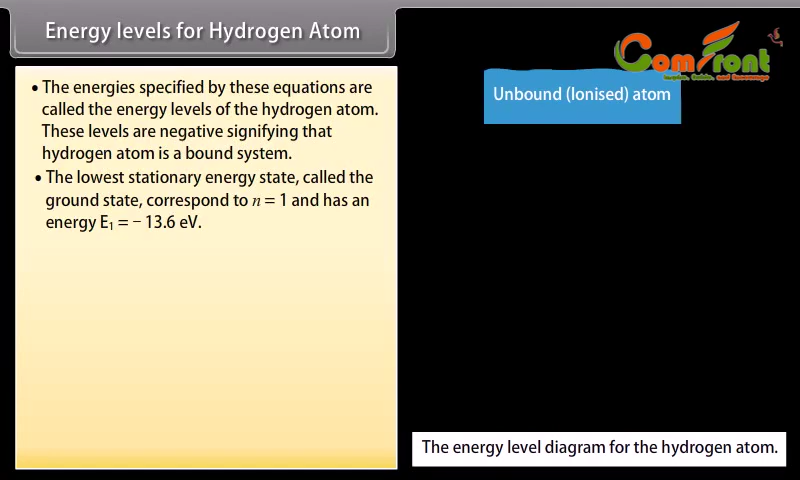 Energy levels for Hydrogen Atom
ComFront
Unbound (Ionised) atom
• The energies specified by these equations are
called the energy levels of the hydrogen atom.
These levels are negative signifying that
hydrogen atom is a bound system.
• The lowest stationary energy state, called the
ground state, correspond to n = 1 and has an
energy E₁ = − 13.6 eV.
The energy level diagram for the hydrogen atom.